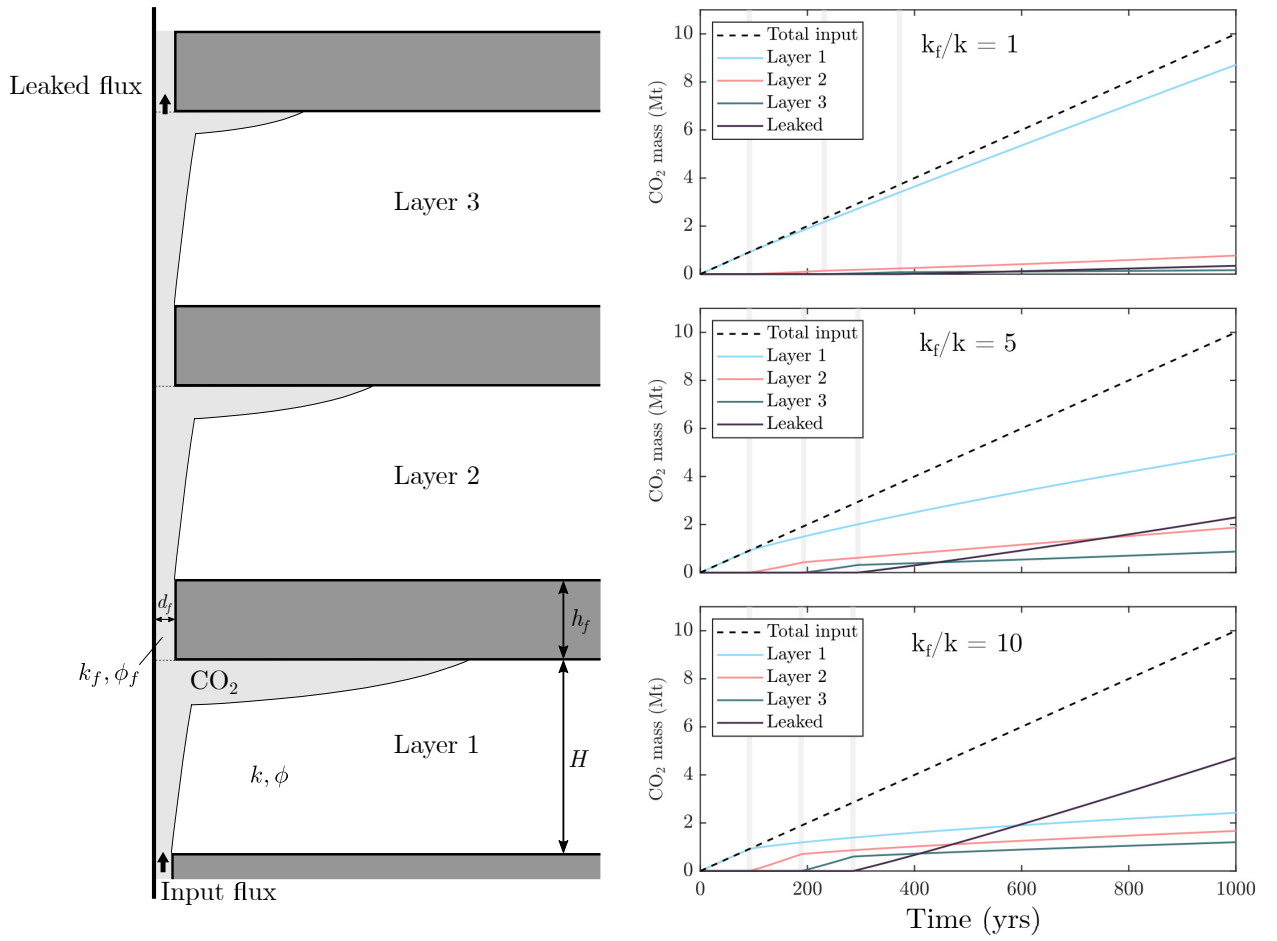 Leaked flux
Layer 3
Layer 2
d_f
h_f
k_f, ϕ_f
CO₂
Layer 1
H
k, ϕ
Input flux
k_f/k = 1
Total input
Layer 1
Layer 2
Layer 3
Leaked
CO₂ mass (Mt)
10
8
6
4
2
0
k_f/k = 5
Total input
Layer 1
Layer 2
Layer 3
Leaked
CO₂ mass (Mt)
10
8
6
4
2
0
k_f/k = 10
Total input
Layer 1
Layer 2
Layer 3
Leaked
CO₂ mass (Mt)
10
8
6
4
2
0
0 200 400 600 800 1000
Time (yrs)